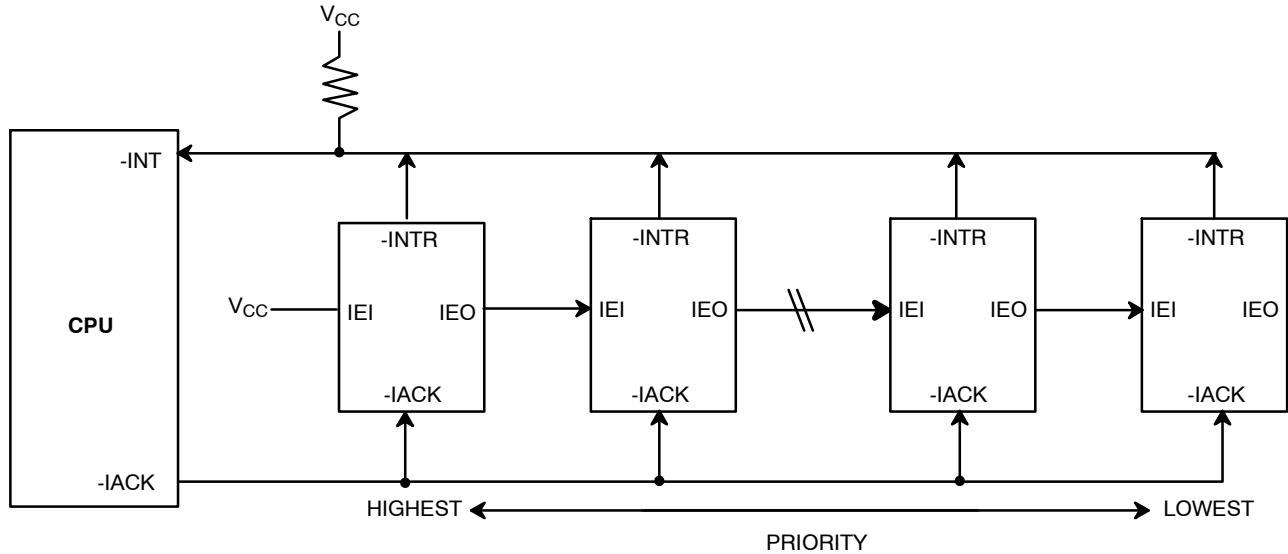 VCC
-INT
-INTR
-INTR
-INTR
-INTR
VCC
IEI
IEO
IEI
IEO
IEI
IEO
IEI
IEO
CPU
-IACK
-IACK
-IACK
-IACK
-IACK
HIGHEST
LOWEST
PRIORITY